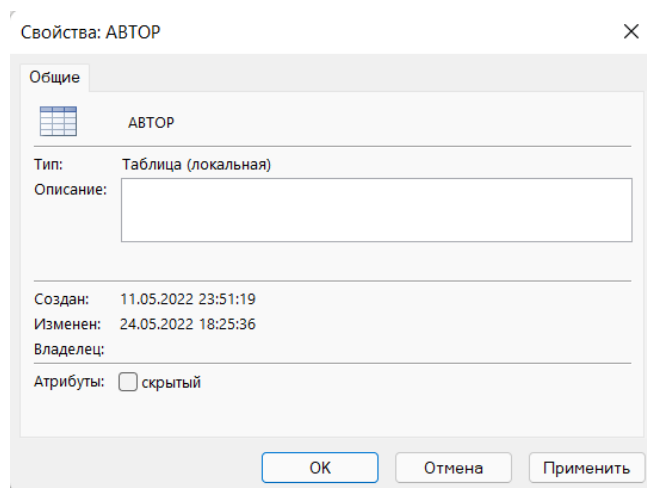 Свойства: АВТОР
Общие
АВТОР
Тип: Таблица (локальная)
Описание:
Создан: 11.05.2022 23:51:19
Изменен: 24.05.2022 18:25:36
Владелец:
Атрибуты: скрытый
ОК Отмена Применить